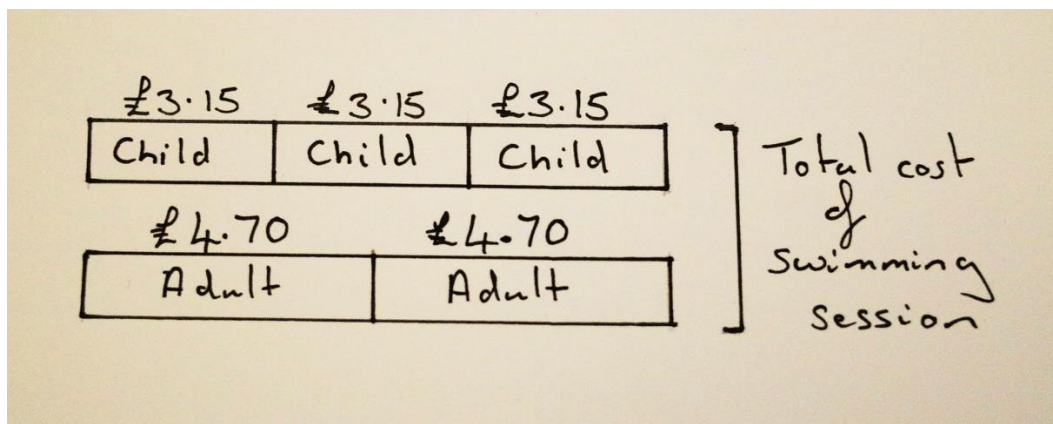 £3·15 £3·15 £3·15
Child Child Child
£4·70 £4·70
Adult Adult
Total cost
of
swimming
session